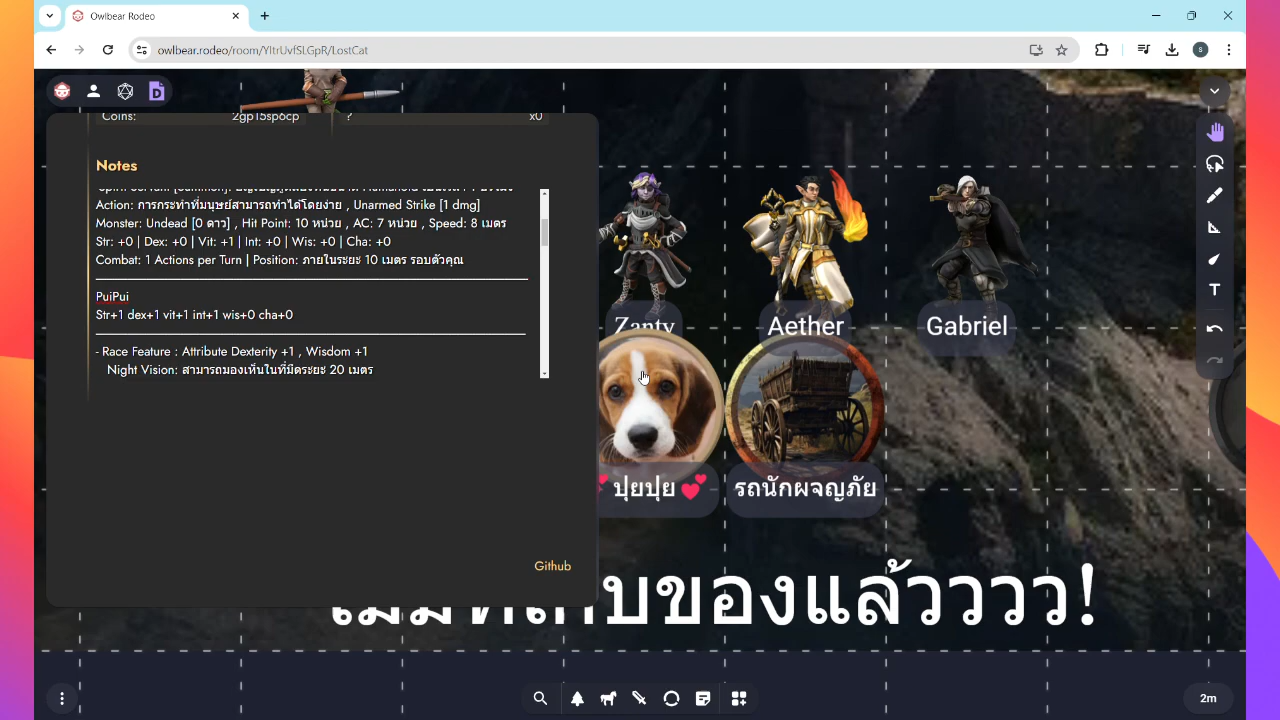 Owlbear Rodeo
owlbear.rodeo/room/YItrUvfSLGpR/LostCat
Coins: 2gp15sp6cp ? x0
Notes
Action: การกระทำที่มนุษย์สามารถทำได้โดยง่าย , Unarmed Strike [1 dmg]
Monster: Undead [0 ดาว] , Hit Point: 10 หน่วย , AC: 7 หน่วย , Speed: 8 เมตร
Str: +0 | Dex: +0 | Vit: +1 | Int: +0 | Wis: +0 | Cha: +0
Combat: 1 Actions per Turn | Position: ภายในระยะ 10 เมตร รอบตัวคุณ
PuiPui
Str+1 dex+1 vit+1 int+1 wis+0 cha+0
- Race Feature : Attribute Dexterity +1 , Wisdom +1
Night Vision: สามารถมองเห็นในที่มืดระยะ 20 เมตร
Github
Zanty
Aether
Gabriel
ปุยปุย 💕
รถนักผจญภัย
ของแล้วววว!
2m